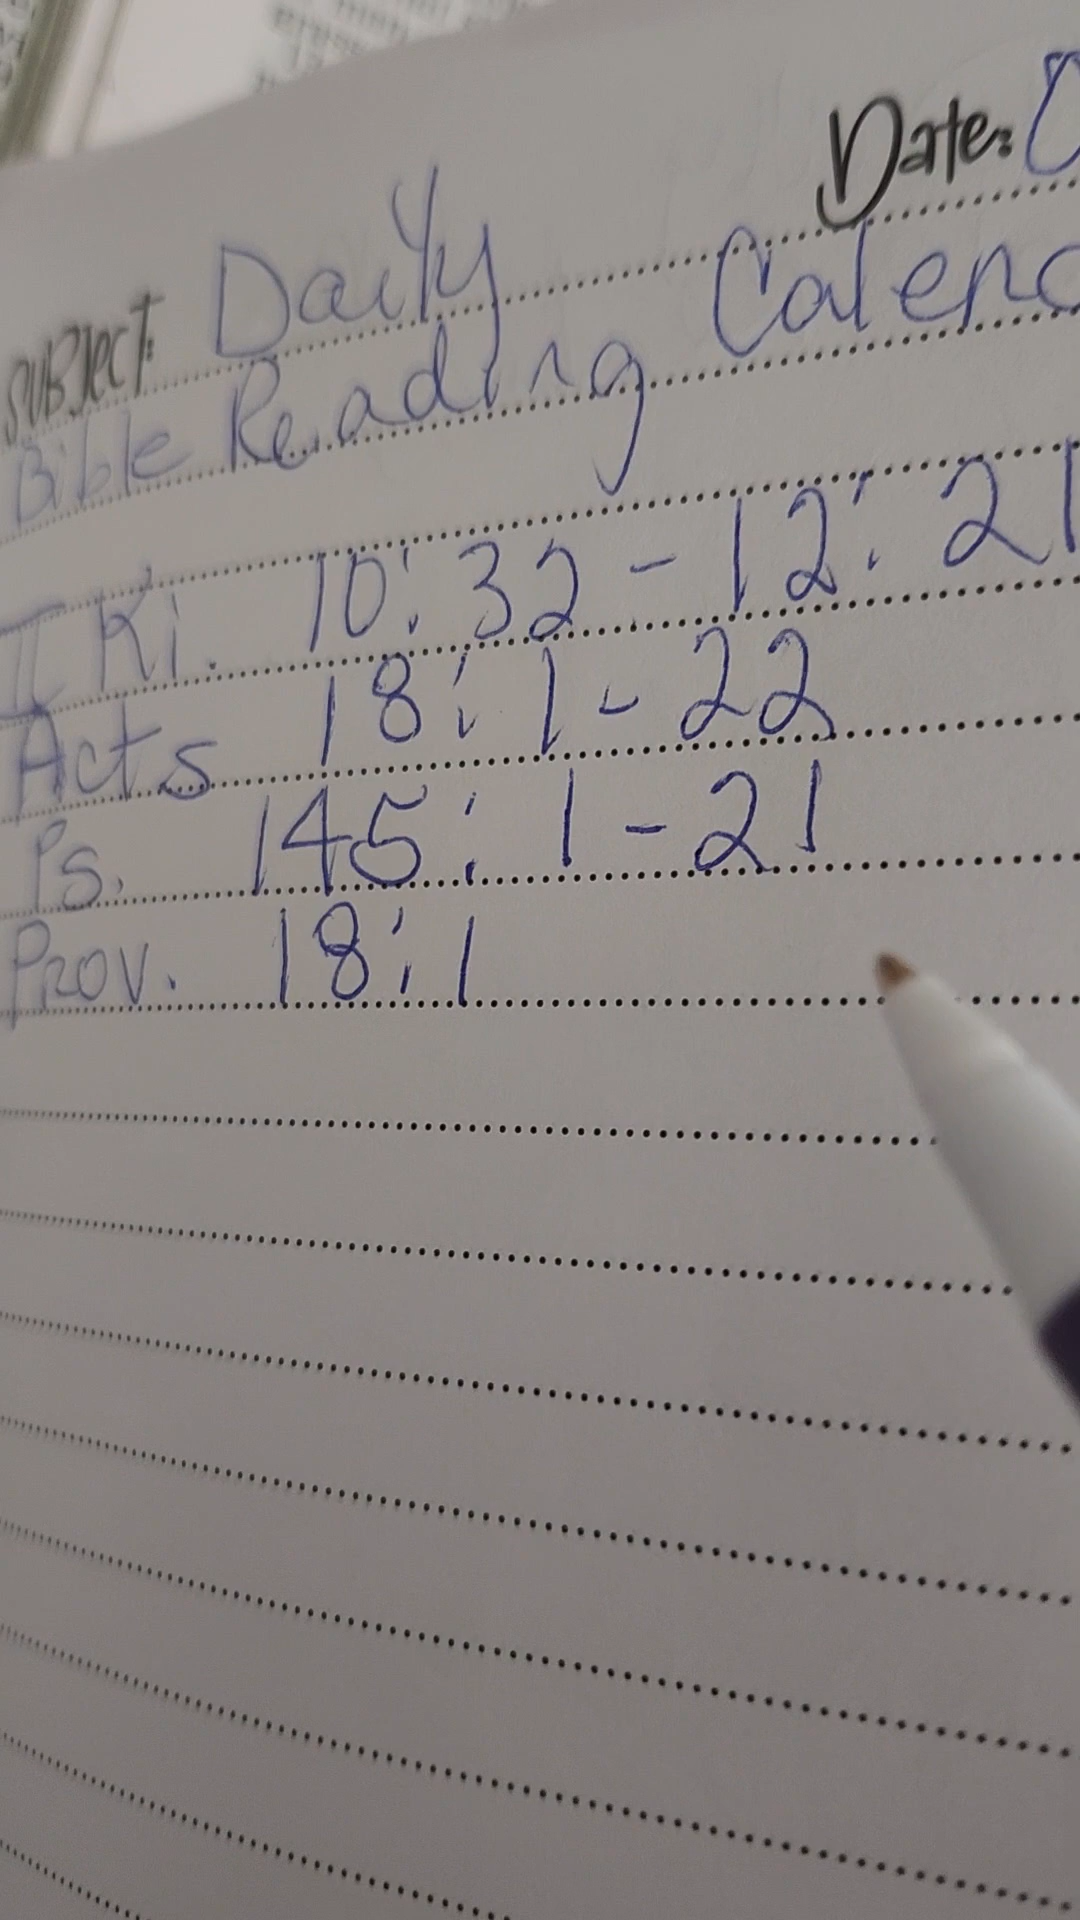 Date:
SUBJECT: Daily
Bible Reading Calend
I Ki. 10:32-12:21
Acts 18:1-22
Ps. 145:1-21
Prov. 18:1